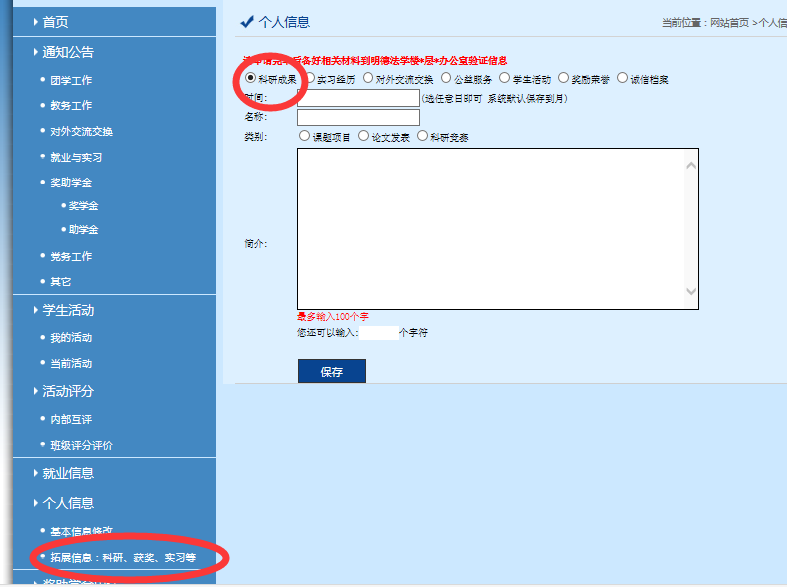 首页
通知公告
团学工作
教务工作
对外交流交换
就业与实习
奖助学金
奖学金
助学金
党务工作
其它
学生活动
我的活动
当前活动
活动评分
内部互评
班级评分评价
就业信息
个人信息
基本信息修改
拓展信息：科研、获奖、实习等
个人信息
当前位置：网站首页 >个人信
备好相关材料到明德法学楼*层*办公室验证信息
科研成果 实习经历 对外交流交换 公益服务 学生活动 奖励荣誉 诚信档案
时间： (选任意日即可 系统默认保存到月)
名称：
类别： 课题项目 论文发表 科研竞赛
简介：
最多输入100个字
您还可以输入: 个字符
保存